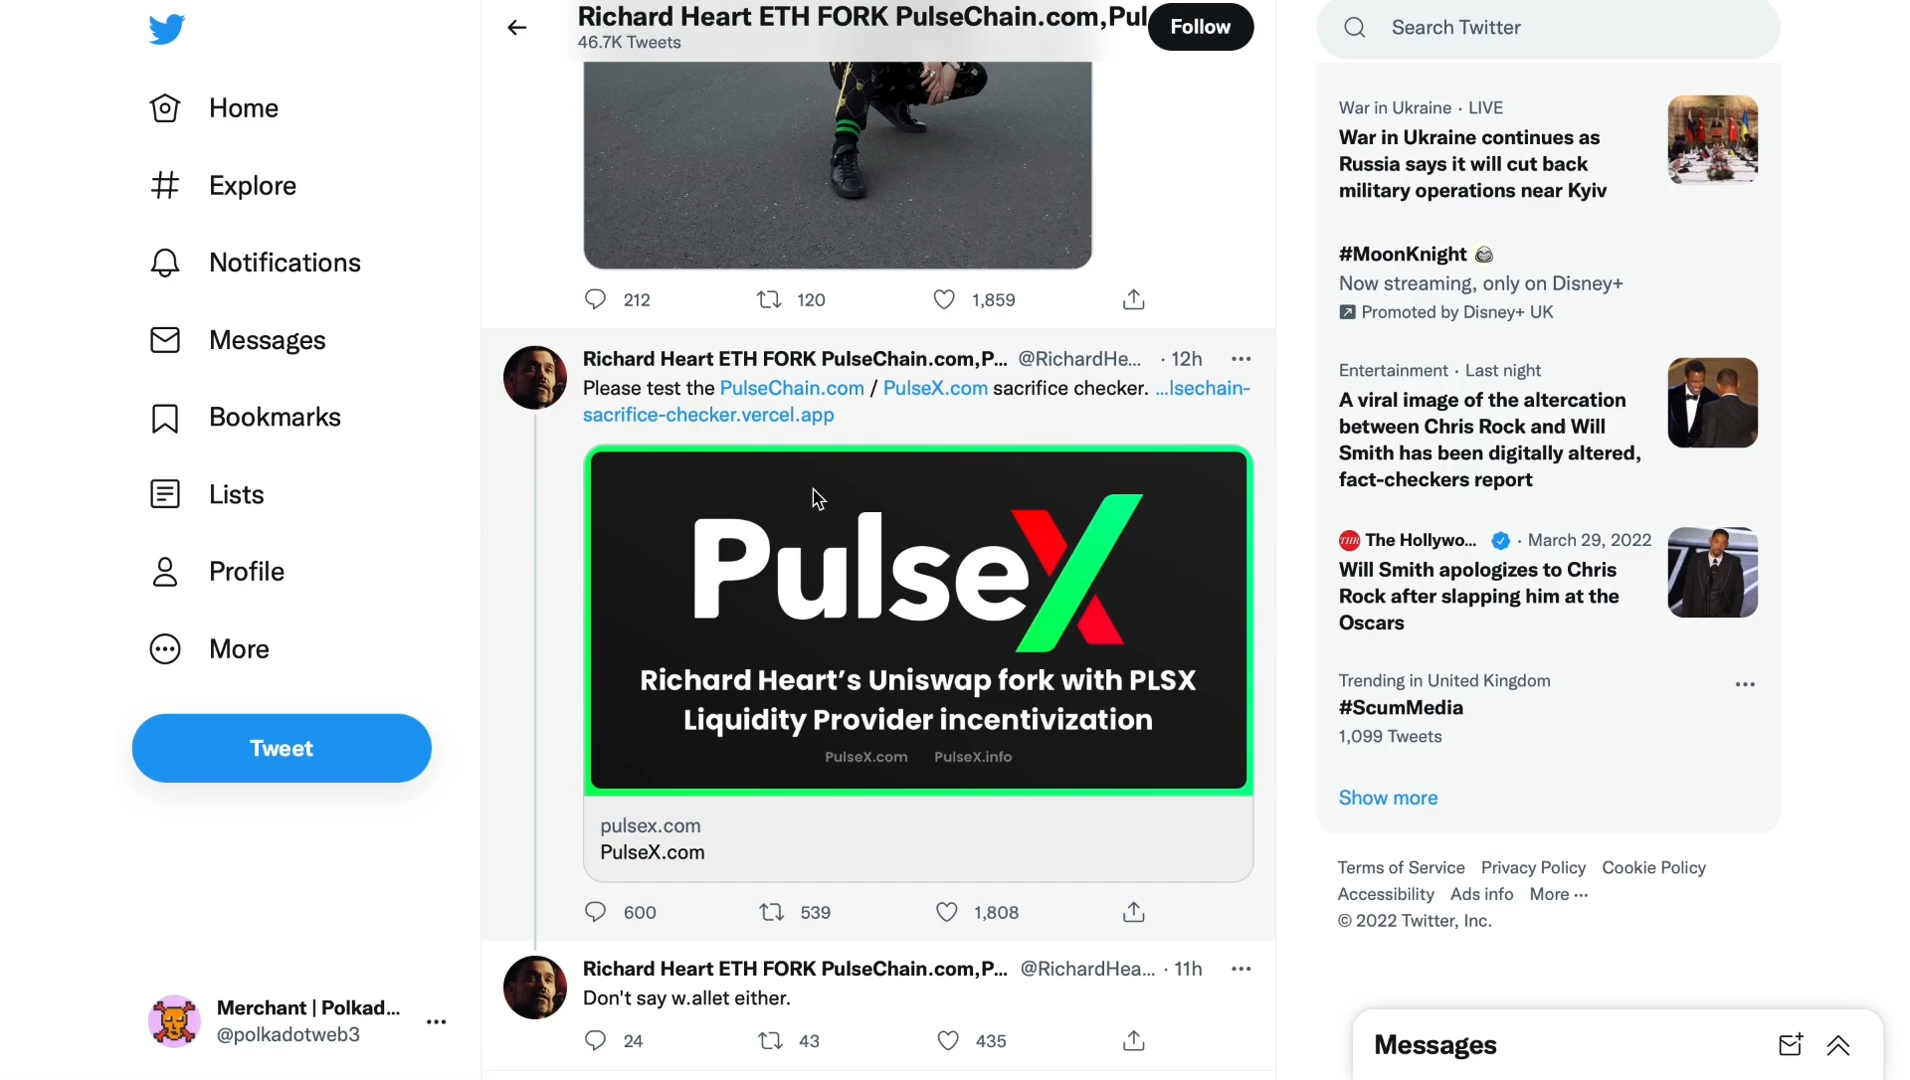 Home
Explore
Notifications
Messages
Bookmarks
Lists
Profile
More
Tweet
Merchant | Polkad...
@polkadotweb3
Richard Heart ETH FORK PulseChain.com,Pul
46.7K Tweets
Follow
212 120 1,859
Richard Heart ETH FORK PulseChain.com,P... @RichardHe... · 12h
Please test the PulseChain.com / PulseX.com sacrifice checker. ...lsechain-
sacrifice-checker.vercel.app
PulseX
Richard Heart’s Uniswap fork with PLSX
Liquidity Provider incentivization
PulseX.com PulseX.info
pulsex.com
PulseX.com
600 539 1,808
Richard Heart ETH FORK PulseChain.com,P... @RichardHea... · 11h
Don't say w.allet either.
24 43 435
Search Twitter
War in Ukraine · LIVE
War in Ukraine continues as
Russia says it will cut back
military operations near Kyiv
#MoonKnight
Now streaming, only on Disney+
Promoted by Disney+ UK
Entertainment · Last night
A viral image of the altercation
between Chris Rock and Will
Smith has been digitally altered,
fact-checkers report
THR The Hollywo... · March 29, 2022
Will Smith apologizes to Chris
Rock after slapping him at the
Oscars
Trending in United Kingdom
#ScumMedia
1,099 Tweets
Show more
Terms of Service Privacy Policy Cookie Policy
Accessibility Ads info More ...
© 2022 Twitter, Inc.
Messages